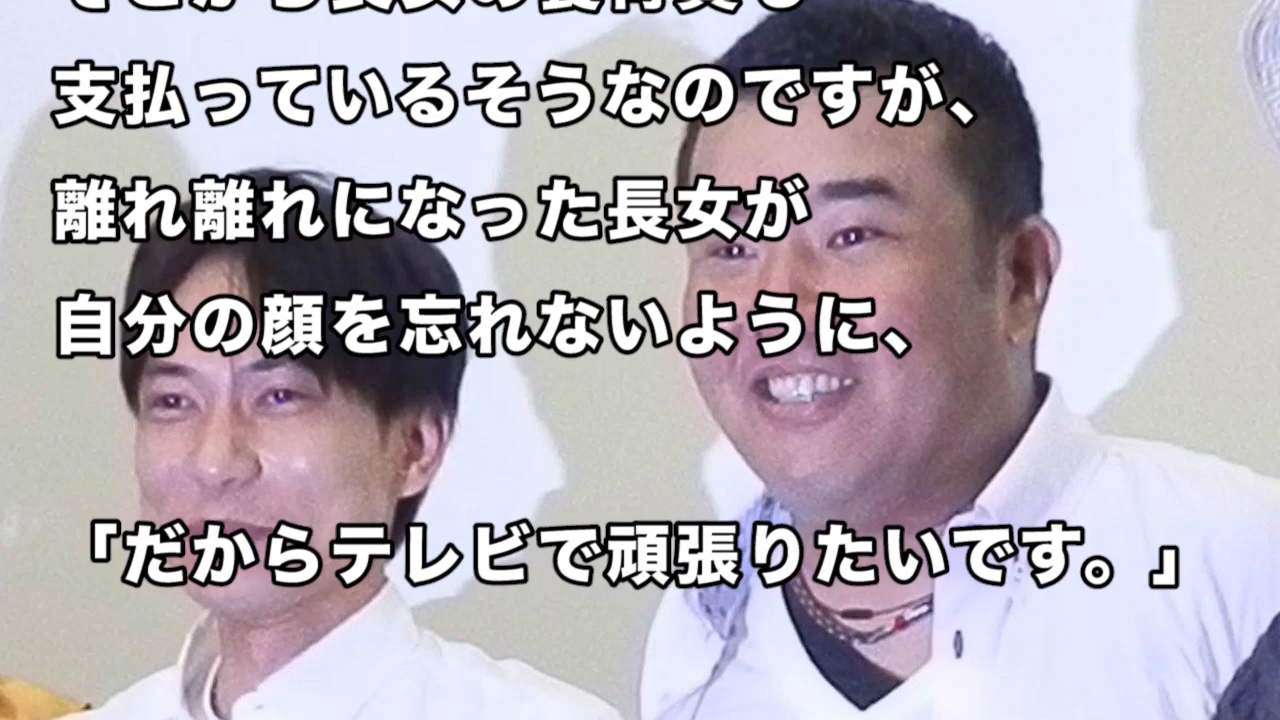 支払っているそうなのですが、
離れ離れになった長女が
自分の顔を忘れないように、
「だからテレビで頑張りたいです。」